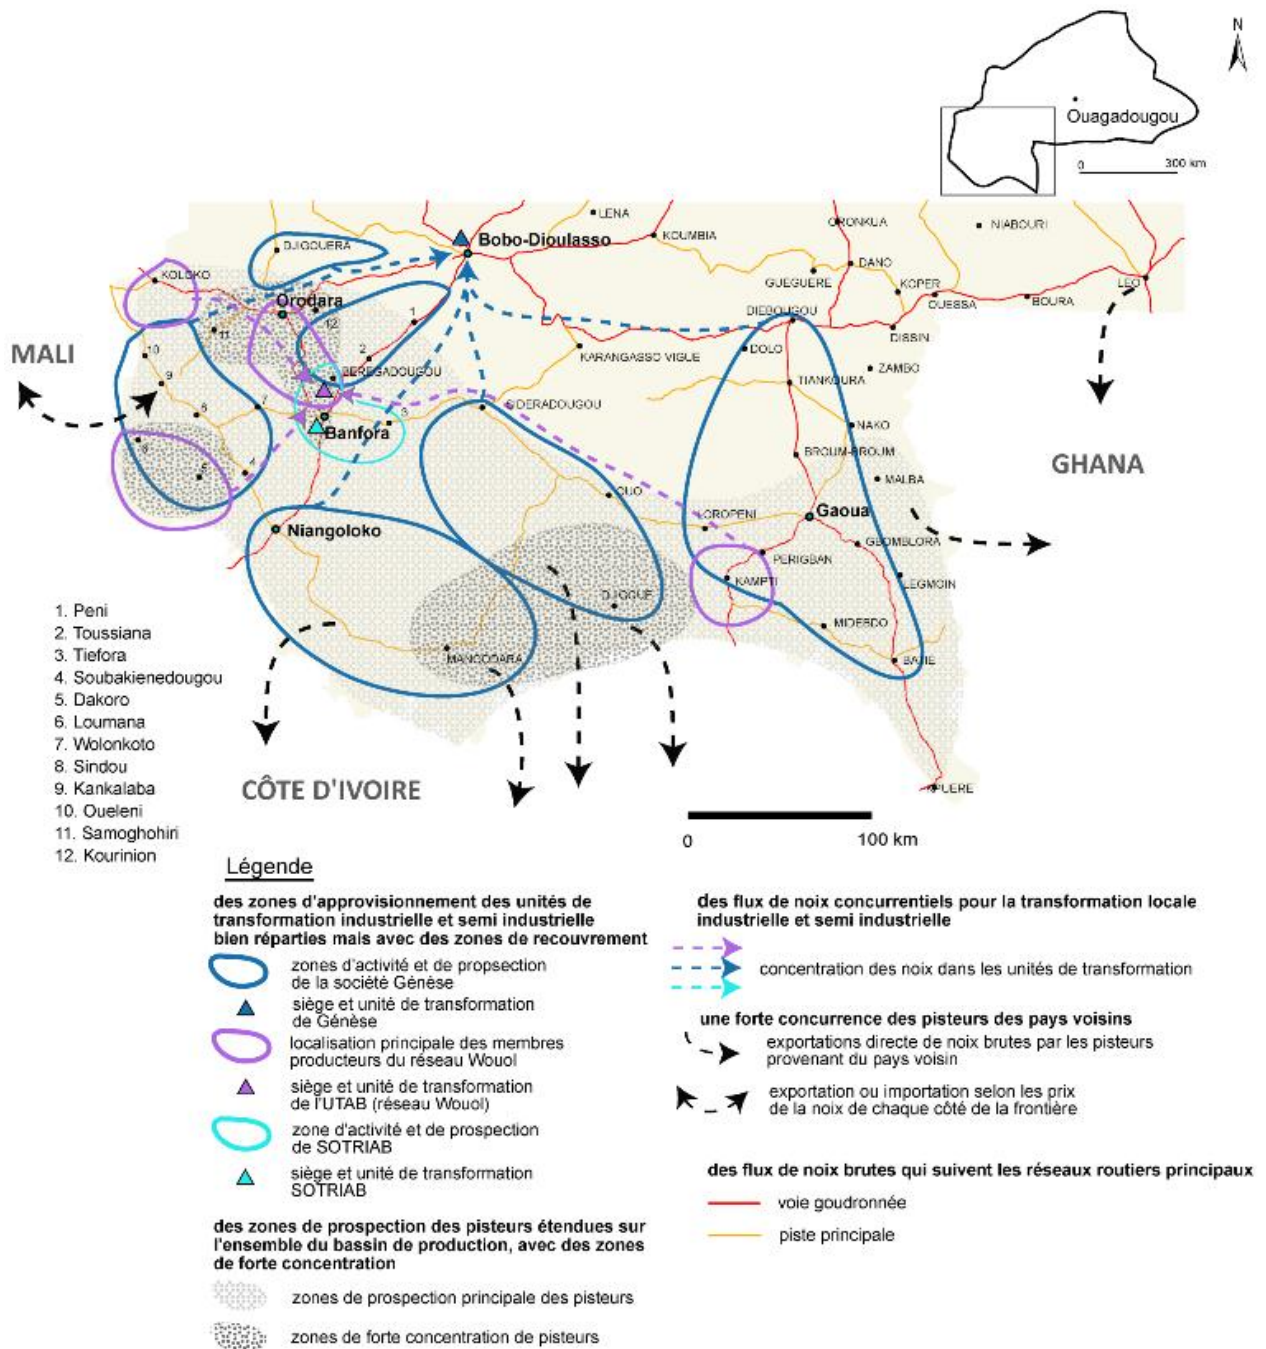 N
Ouagadougou
0 300 km
LENA
NIABOURI
KOUMBIA
Bobo-Dioulasso
DJIGOUERA
DANO
GUEGUERE
KOPER
KOLOKO
LEO
OUESSA
BOURA
Orodara
DIEBOUGOU
12
1
11
DISSIN
MALI
10
2
DOLO
KARANGASSO VIGUE
ZAMBO
BEREGADOUGOU
9
TIANKOURA
8
7
3
SIDERADOUGOU
NAKO
Banfora
6
BROUM-BROUM
GHANA
5
4
MALBA
OUO
LOROPENI
Gaoua
Niangoloko
GBOMBLORA
PERIGBAN
KAMPTI
LEGMOIN
DJIGOUE
MIDEBDO
MANGODARA
BATIE
1. Peni
2. Toussiana
3. Tiefora
4. Soubakienedougou
5. Dakoro
6. Loumana
7. Wolonkoto
8. Sindou
9. Kankalaba
10. Oueleni
11. Samoghohiri
12. Kourinion
CÔTE D'IVOIRE
0 100 km
Légende
des zones d'approvisionnement des unités de
transformation industrielle et semi industrielle
bien réparties mais avec des zones de recouvrement
zones d'activité et de propsection
de la société Génèse
siège et unité de transformation
de Génèse
localisation principale des membres
producteurs du réseau Wouol
siège et unité de transformation
de l'UTAB (réseau Wouol)
zone d'activité et de prospection
de SOTRIAB
siège et unité de transformation
SOTRIAB
des zones de prospection des pisteurs étendues sur
l'ensemble du bassin de production, avec des zones
de forte concentration
zones de prospection principale des pisteurs
zones de forte concentration de pisteurs
des flux de noix concurrentiels pour la transformation locale
industrielle et semi industrielle
concentration des noix dans les unités de transformation
une forte concurrence des pisteurs des pays voisins
exportations directe de noix brutes par les pisteurs
provenant du pays voisin
exportation ou importation selon les prix
de la noix de chaque côté de la frontière
des flux de noix brutes qui suivent les réseaux routiers principaux
voie goudronnée
piste principale